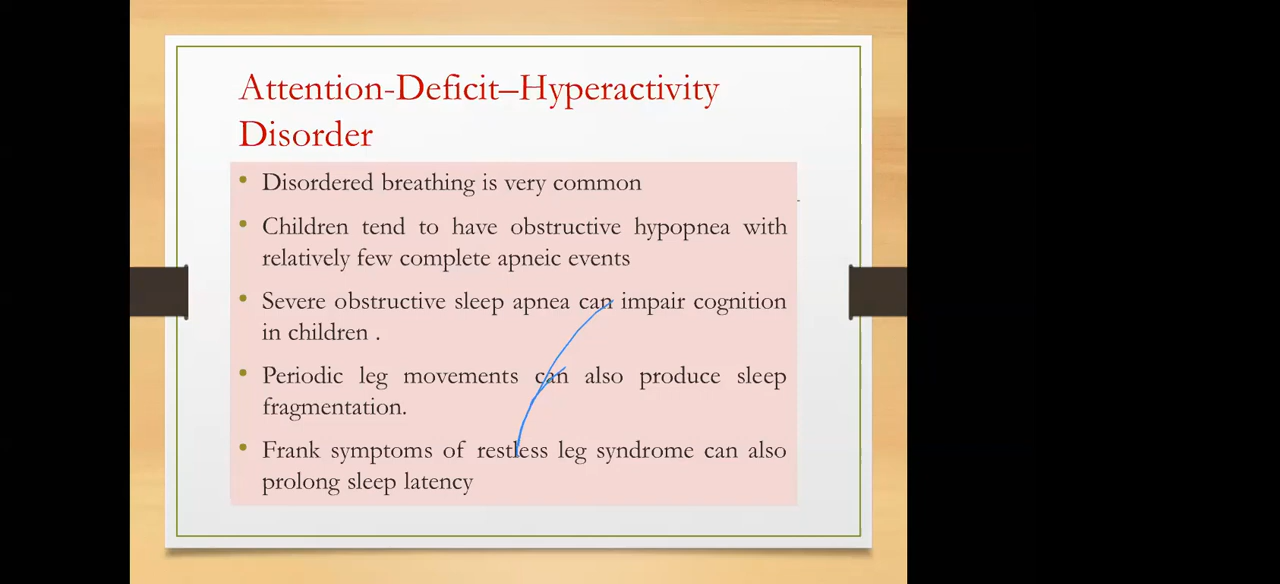 Attention-Deficit–Hyperactivity
Disorder
• Disordered breathing is very common
• Children tend to have obstructive hypopnea with
relatively few complete apneic events
• Severe obstructive sleep apnea can impair cognition
in children .
• Periodic leg movements can also produce sleep
fragmentation.
• Frank symptoms of restless leg syndrome can also
prolong sleep latency